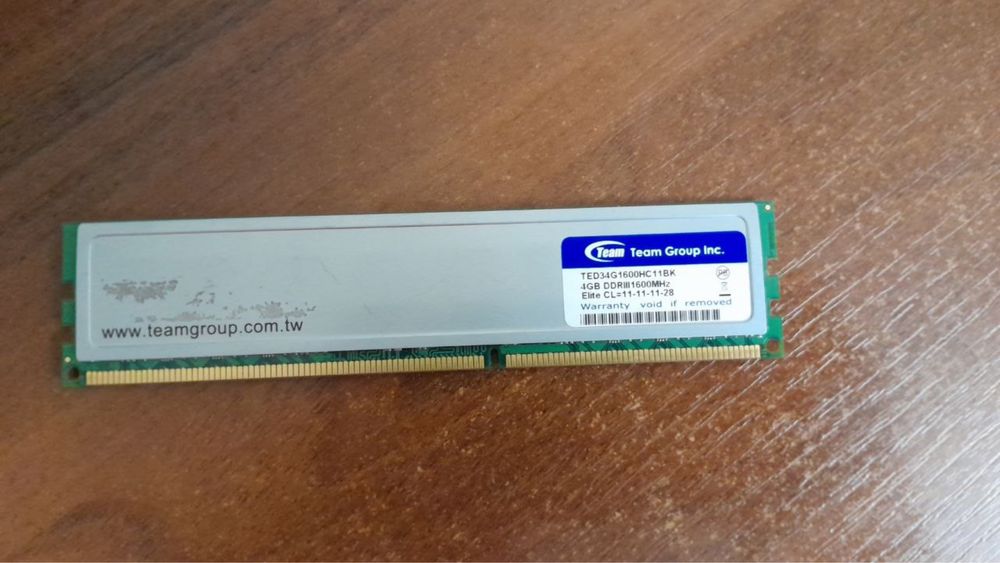 Team Team Group Inc.
TED34G1600HC11BK
4GB DDRIII1600MHz
Elite CL=11-11-11-28
Warranty void if removed
www.teamgroup.com.tw